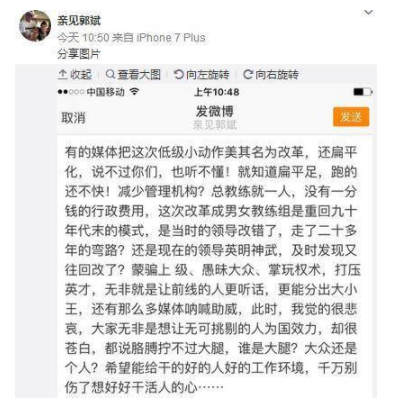 亲见郭斌
今天 10:50 来自 iPhone 7 Plus
分享图片
收起 查看大图 向左旋转 向右旋转
中国移动 上午10:48
取消 发微博 发送
亲见郭斌
有的媒体把这次低级小动作美其名为改革，还扁平
化，说不过你们，也听不懂！就知道扁平足，跑的
还不快！减少管理机构？总教练就一人，没有一分
钱的行政费用，这次改革成男女教练组是重回九十
年代末的模式，是当时的领导改错了，走了二十多
年的弯路？还是现在的领导英明神武，及时发现又
往回改了？蒙骗上 级、愚昧大众、掌玩权术，打压
英才，无非就是让前线的人更听话，更能分出大小
王，还有那么多媒体呐喊助威，此时，我觉的很悲
哀，大家无非是想让无可挑剔的人为国效力，却很
苍白，都说胳膊拧不过大腿，谁是大腿？大众还是
个人？希望能给干的好的人好的工作环境，千万别
伤了想好好干活人的心……